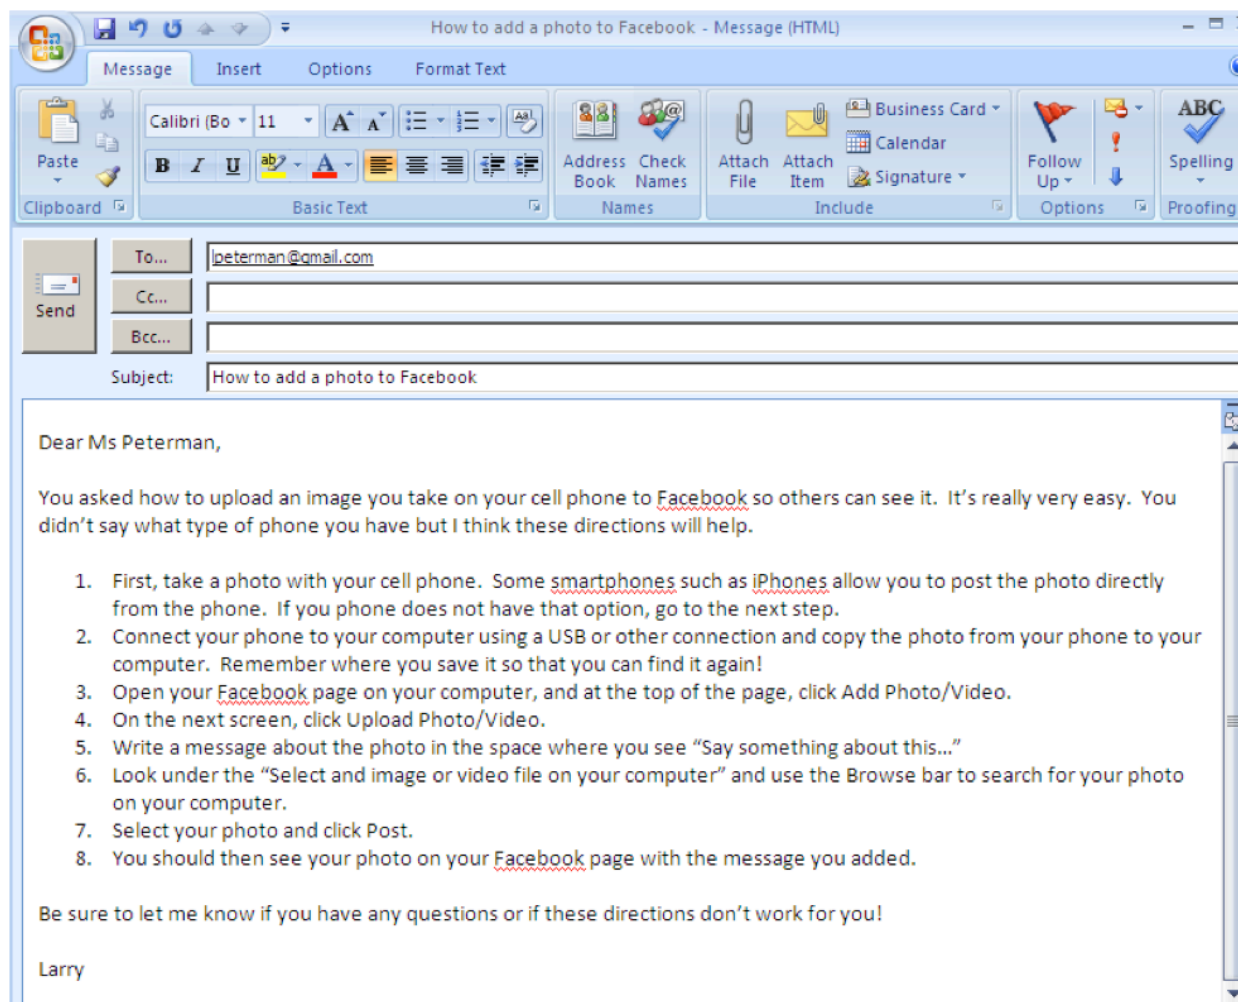 How to add a photo to Facebook - Message (HTML)
Message Insert Options Format Text
Paste
Clipboard
Calibri (Bo 11 A A
B I U ab A
Basic Text
Address Book
Check Names
Names
Attach File
Attach Item
Business Card
Calendar
Signature
Include
Follow Up
Options
ABC
Spelling
Proofing
Send
To... lpeterman@gmail.com
Cc...
Bcc...
Subject: How to add a photo to Facebook
Dear Ms Peterman,
You asked how to upload an image you take on your cell phone to Facebook so others can see it. It's really very easy. You
didn't say what type of phone you have but I think these directions will help.
1. First, take a photo with your cell phone. Some smartphones such as iPhones allow you to post the photo directly
from the phone. If you phone does not have that option, go to the next step.
2. Connect your phone to your computer using a USB or other connection and copy the photo from your phone to your
computer. Remember where you save it so that you can find it again!
3. Open your Facebook page on your computer, and at the top of the page, click Add Photo/Video.
4. On the next screen, click Upload Photo/Video.
5. Write a message about the photo in the space where you see “Say something about this...”
6. Look under the “Select and image or video file on your computer” and use the Browse bar to search for your photo
on your computer.
7. Select your photo and click Post.
8. You should then see your photo on your Facebook page with the message you added.
Be sure to let me know if you have any questions or if these directions don't work for you!
Larry